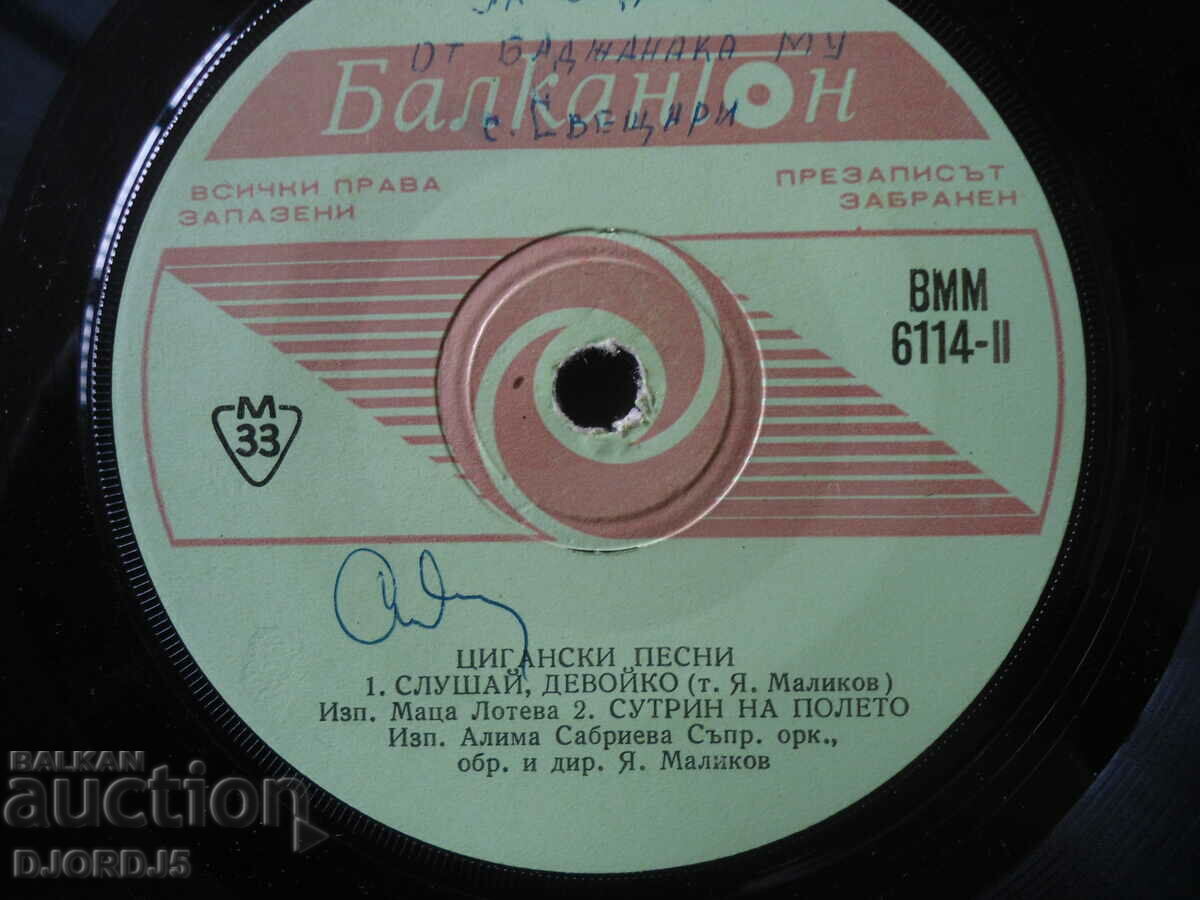 ОТ БАДЖАНАКА МУ
Балкантон
с. СВЕЩАРИ
ВСИЧКИ ПРАВА
ЗАПАЗЕНИ
ПРЕЗАПИСЪТ
ЗАБРАНЕН
ВММ
6114-II
М
33
ЦИГАНСКИ ПЕСНИ
1. СЛУШАЙ, ДЕВОЙКО (т. Я. Маликов)
Изп. Маца Лотева 2. СУТРИН НА ПОЛЕТО
Изп. Алима Сабриева Съпр. орк.,
обр. и дир. Я. Маликов
BALKAN
auction
DJORDJ5